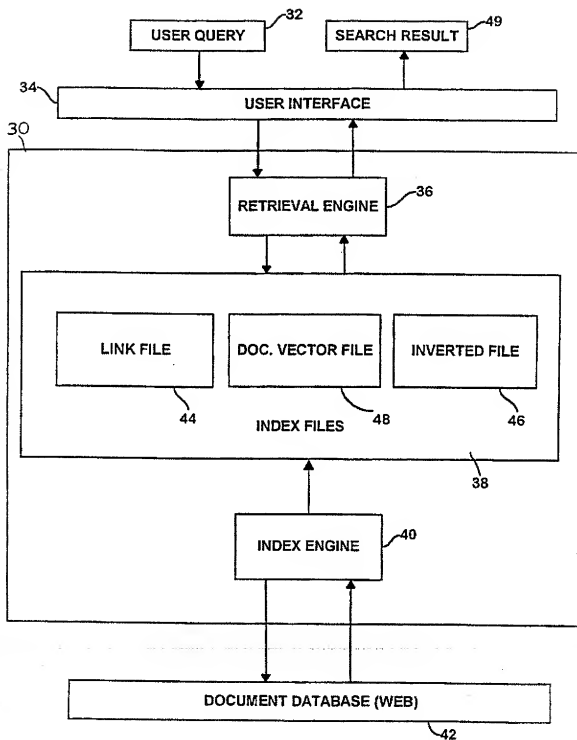 USER QUERY
32
SEARCH RESULT
49
34
USER INTERFACE
30
RETRIEVAL ENGINE
36
LINK FILE
DOC. VECTOR FILE
INVERTED FILE
44
48
46
INDEX FILES
38
INDEX ENGINE
40
DOCUMENT DATABASE (WEB)
42